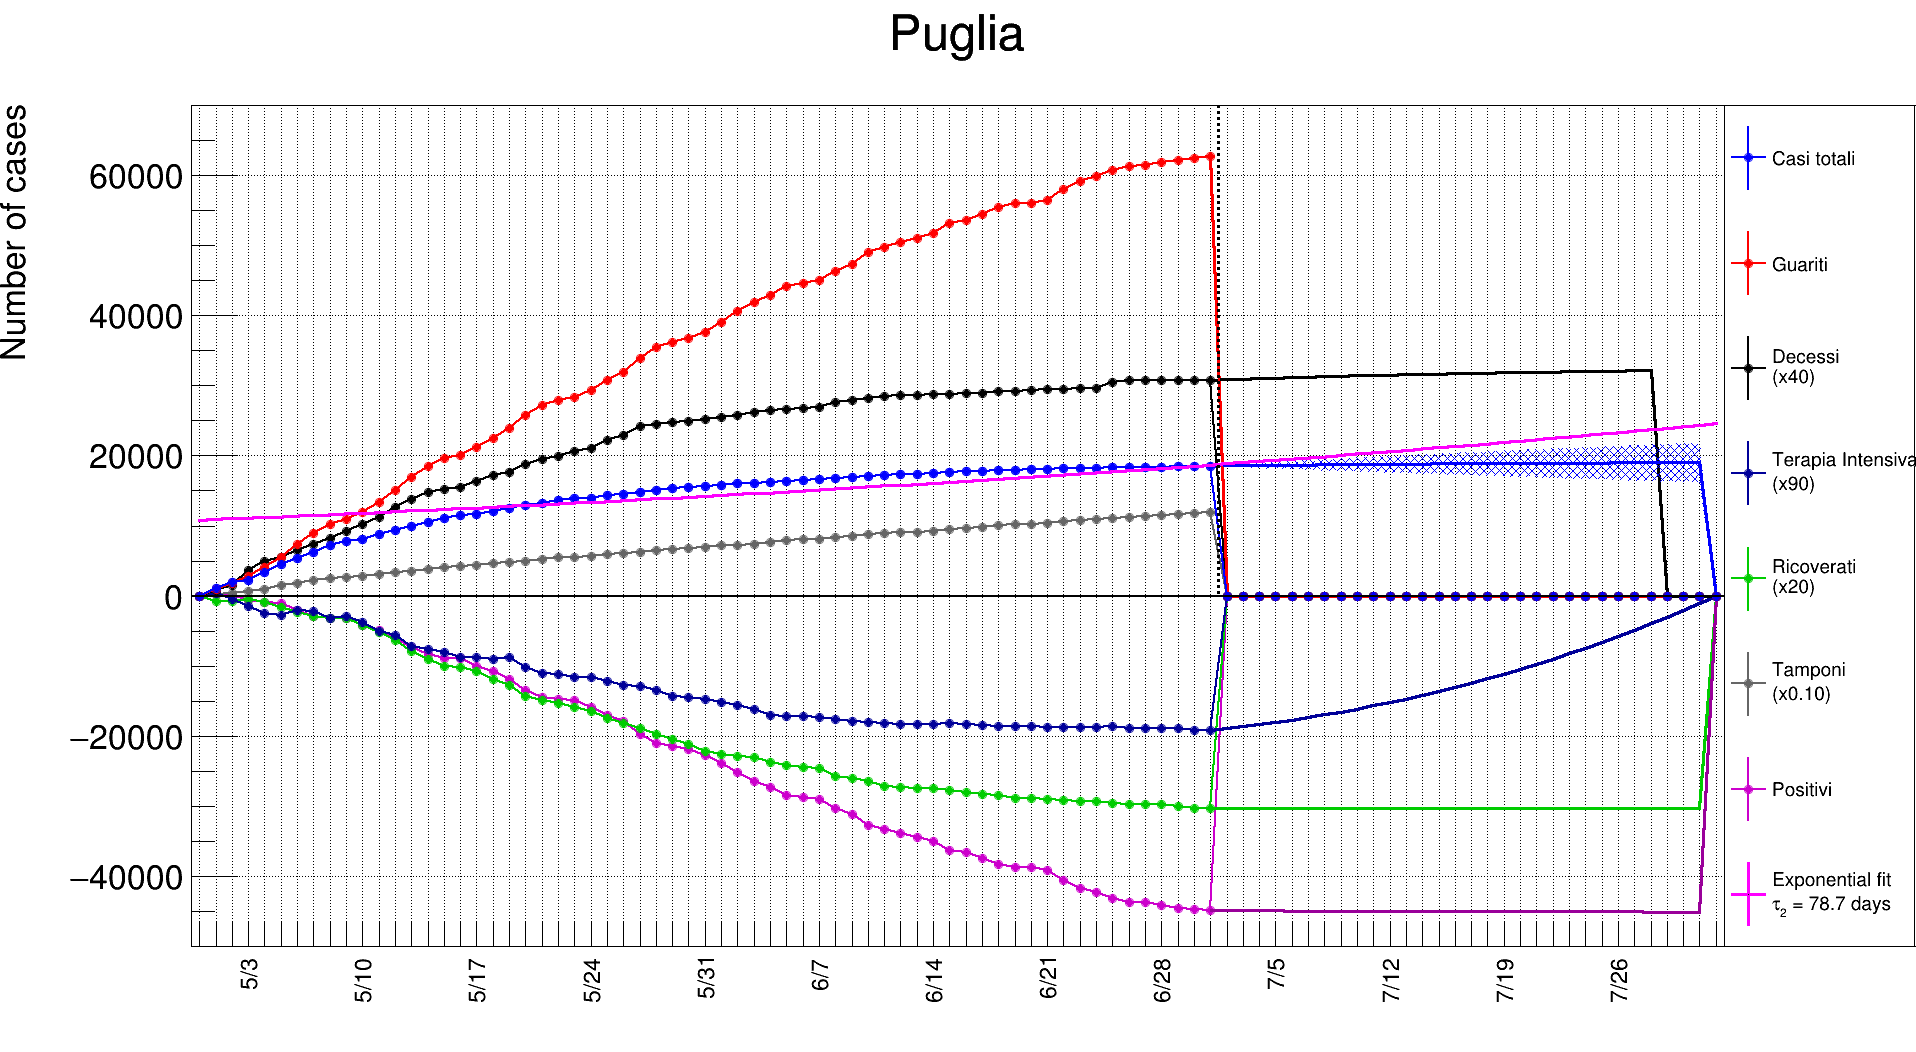 Puglia
Number of cases
60000
40000
20000
0
−20000
−40000
5/3
5/10
5/17
5/24
5/31
6/7
6/14
6/21
6/28
7/5
7/12
7/19
7/26
Casi totali
Guariti
Decessi
(x40)
Terapia Intensiva
(x90)
Ricoverati
(x20)
Tamponi
(x0.10)
Positivi
Exponential fit
τ2 = 78.7 days